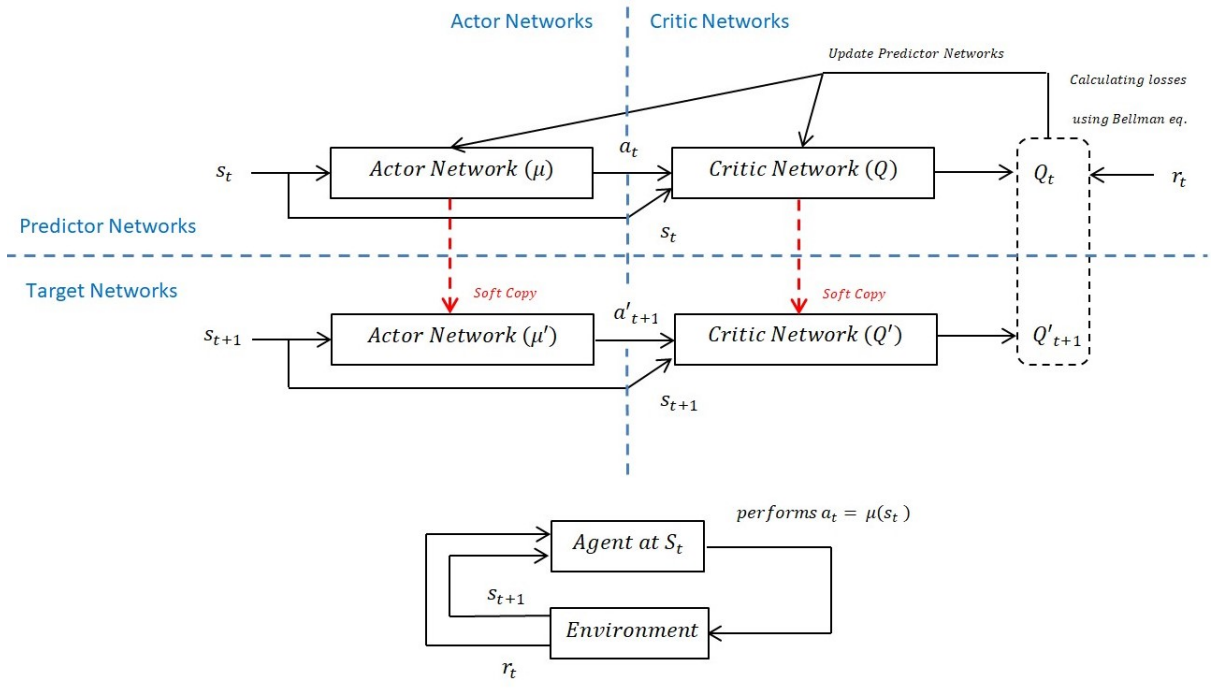 Actor Networks
Critic Networks
Update Predictor Networks
Calculating losses
using Bellman eq.
s_t
Actor Network (μ)
a_t
Critic Network (Q)
Q_t
r_t
s_t
Predictor Networks
Target Networks
Soft Copy
Soft Copy
s_{t+1}
Actor Network (μ′)
a′_{t+1}
Critic Network (Q′)
Q′_{t+1}
s_{t+1}
performs a_t = μ(s_t)
Agent at S_t
s_{t+1}
Environment
r_t